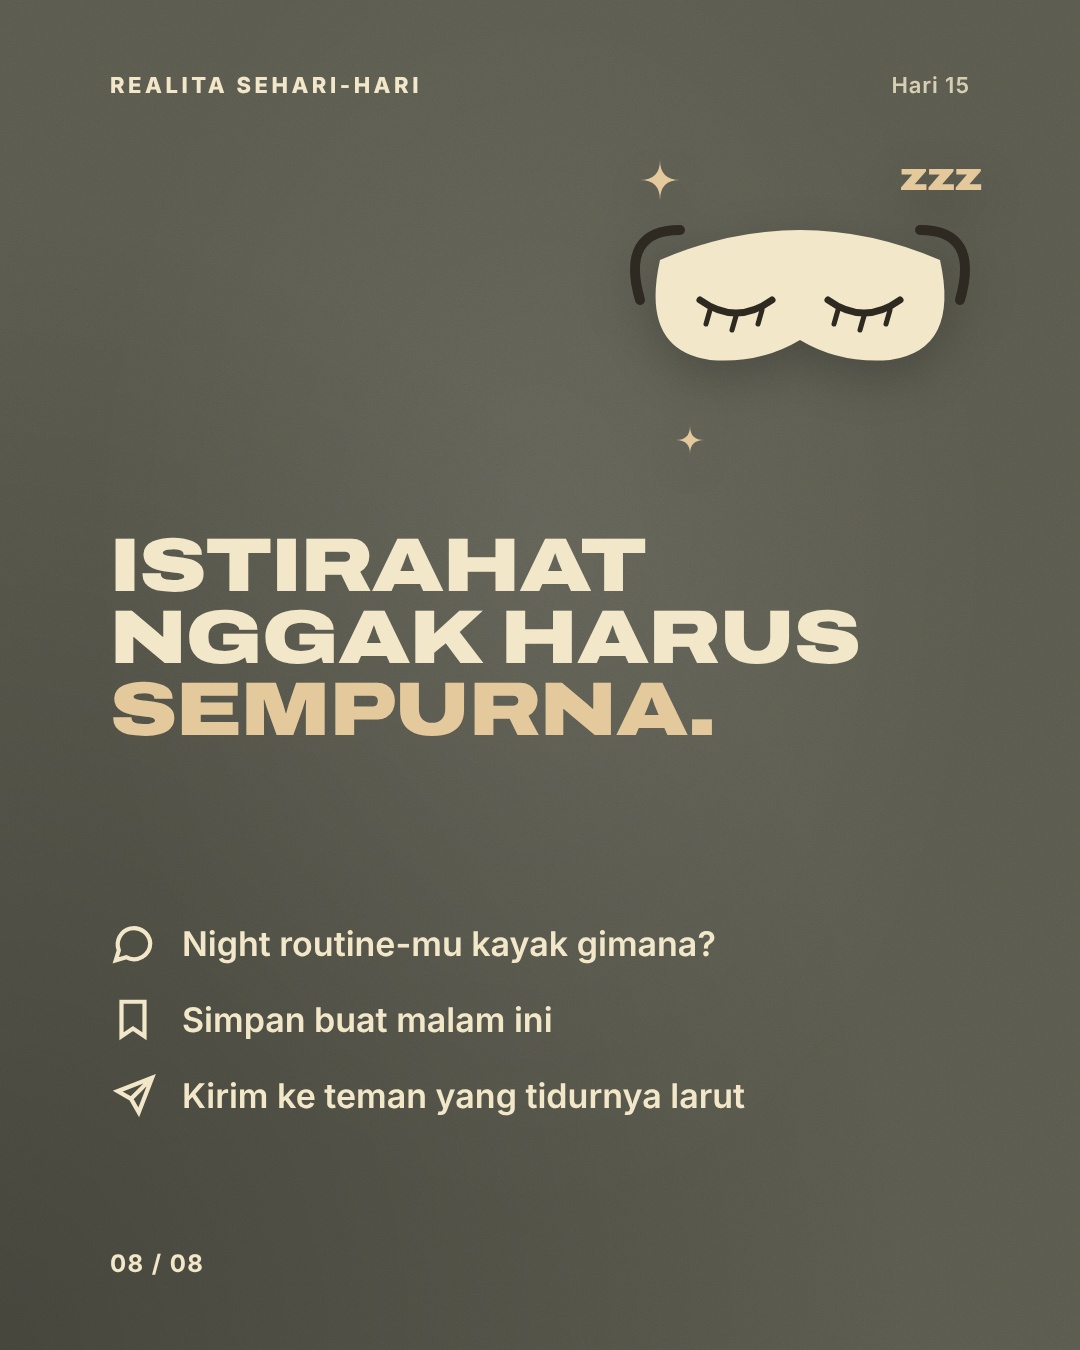 REALITA SEHARI-HARI
Hari 15
zzz
ISTIRAHAT
NGGAK HARUS
SEMPURNA.
Night routine-mu kayak gimana?
Simpan buat malam ini
Kirim ke teman yang tidurnya larut
08 / 08